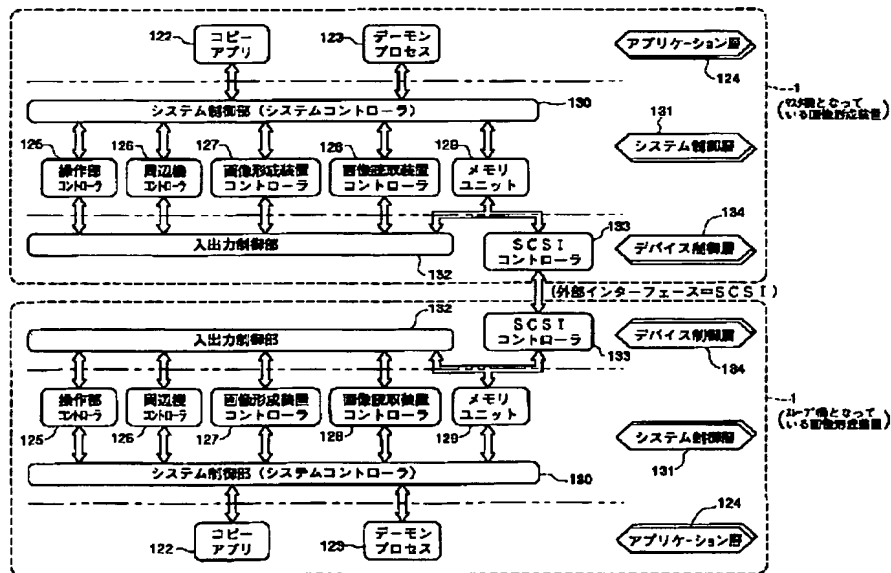 122 コピー アプリ
123 デーモン プロセス
アプリケーション層
124
1
(マスタ機となって
いる画像形成装置)
システム制御部 (システムコントローラ)
130
131
システム制御層
125 操作部 コントローラ
126 周辺機 コントローラ
127 画像形成装置 コントローラ
128 画像読取装置 コントローラ
129 メモリ ユニット
入出力制御部
132
133
SCSI コントローラ
134
デバイス制御層
(外部インターフェース=SCSI)
132
入出力制御部
SCSI コントローラ
133
デバイス制御層
134
操作部 コントローラ 125
周辺機 コントローラ 126
画像形成装置 コントローラ 127
画像読取装置 コントローラ 128
メモリ ユニット 129
1
(スレーブ機となって
いる画像形成装置)
システム制御層
131
システム制御部 (システムコントローラ)
130
コピー アプリ
122
デーモン プロセス
123
124
アプリケーション層